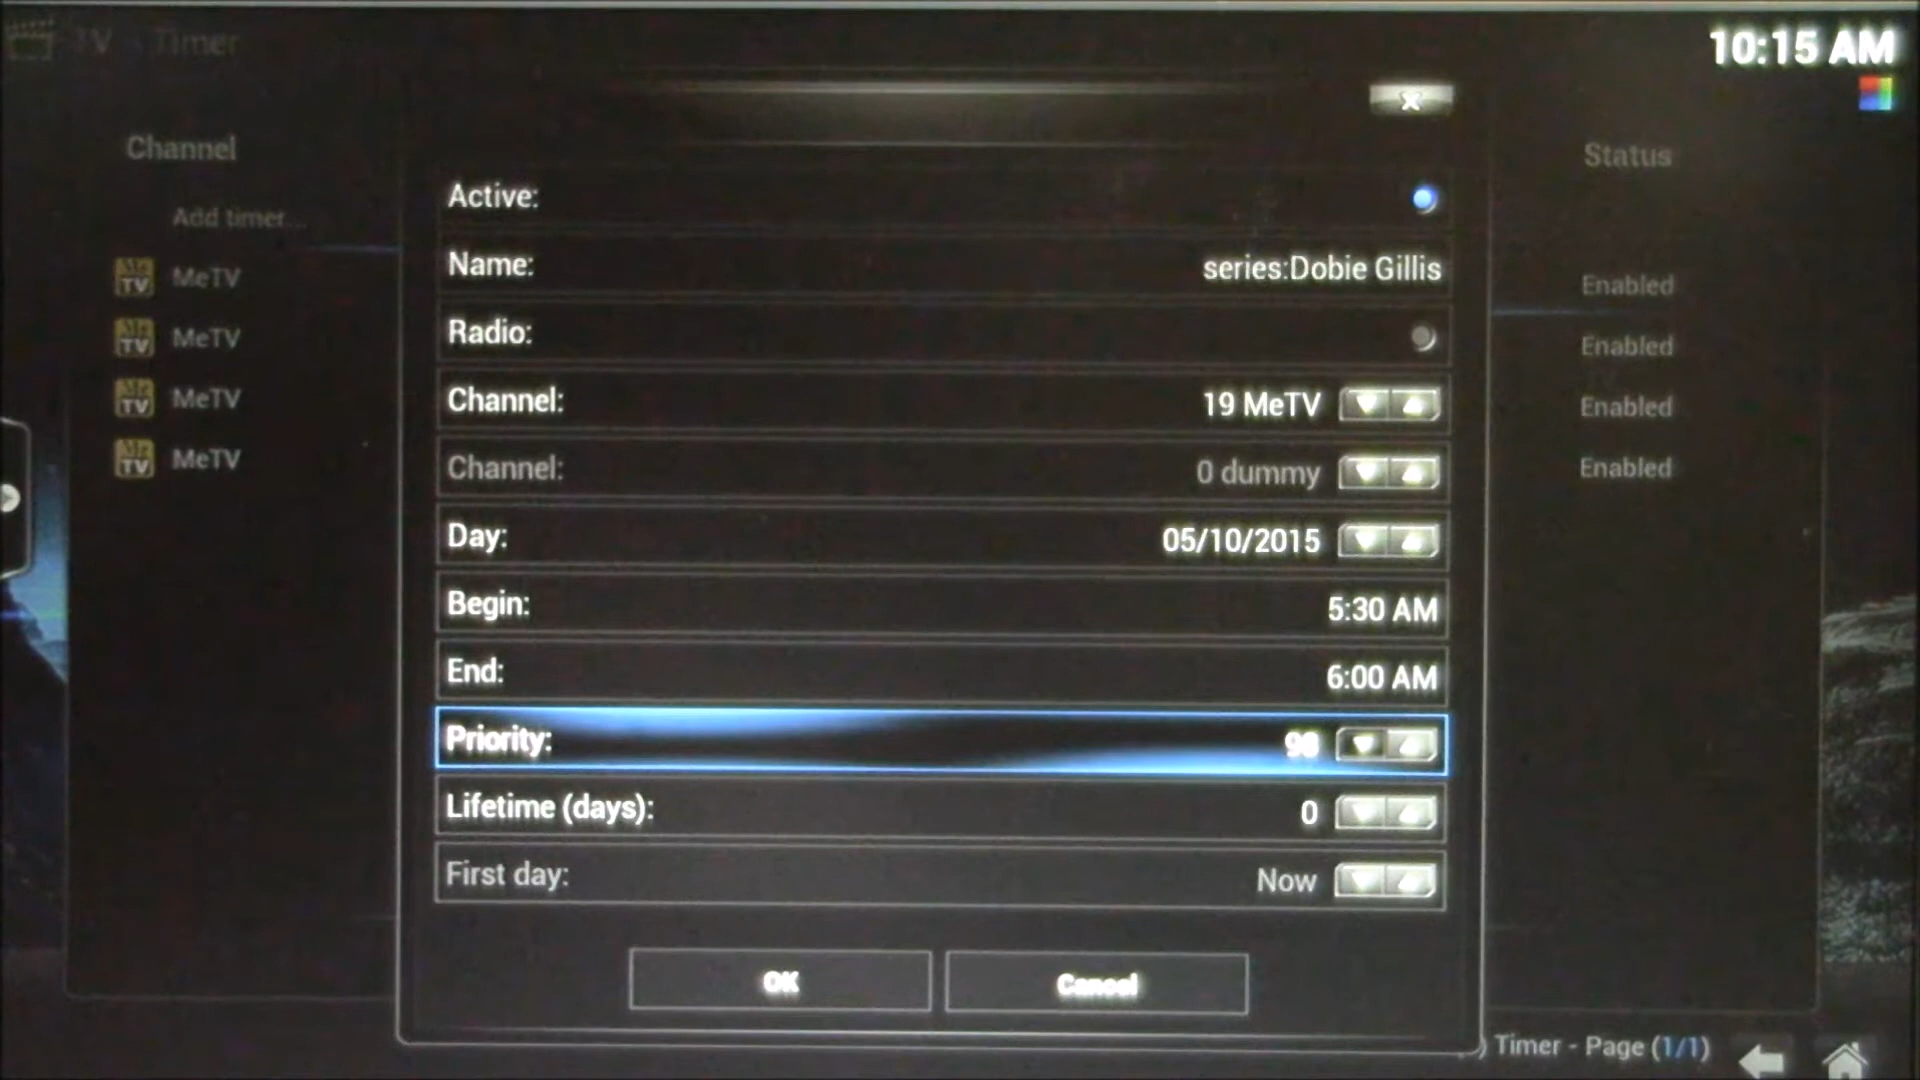 TV Timer
10:15 AM
Channel
Status
Add timer...
MeTV
Enabled
MeTV
Enabled
MeTV
Enabled
MeTV
Enabled
x
Active:
Name: series:Dobie Gillis
Radio:
Channel: 19 MeTV
Channel: 0 dummy
Day: 05/10/2015
Begin: 5:30 AM
End: 6:00 AM
Priority:
Lifetime (days): 0
First day: Now
OK Cancel
Timer - Page (1/1)